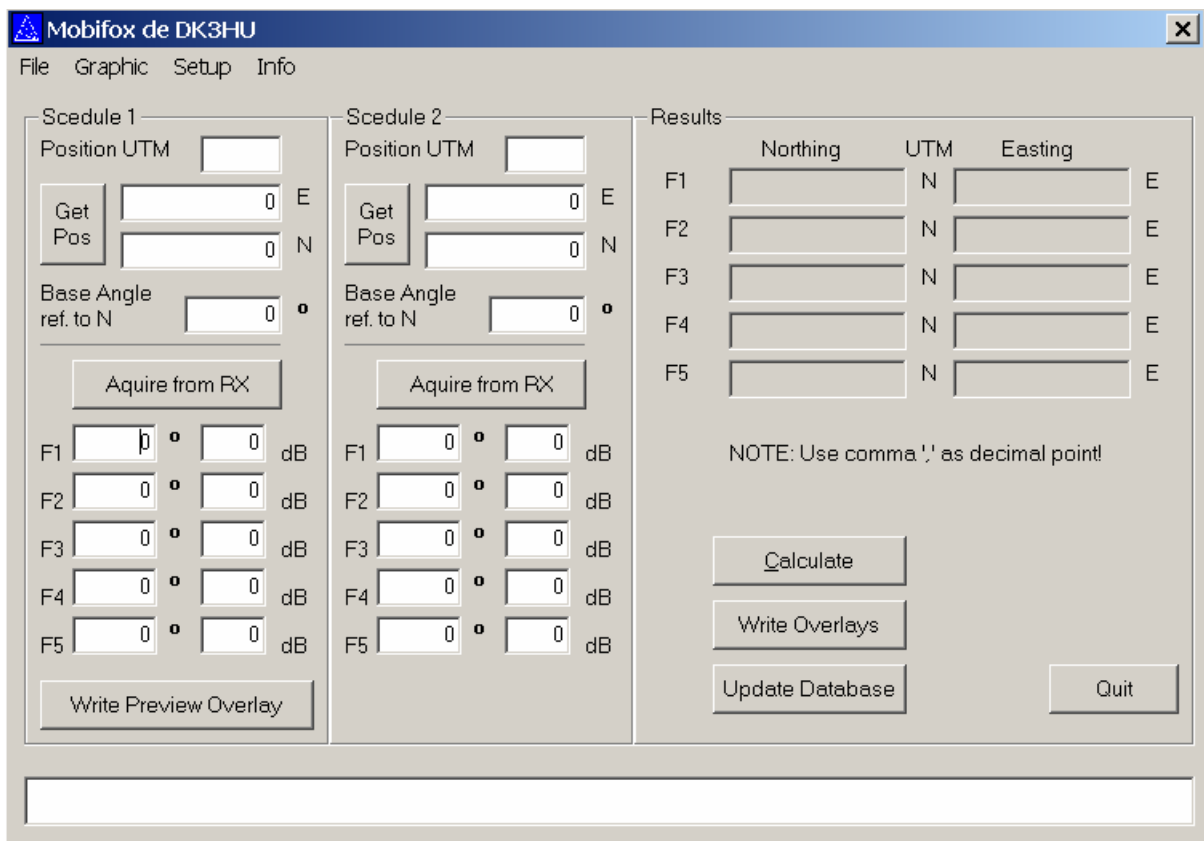 Mobifox de DK3HU
File Graphic Setup Info
Scedule 1
Position UTM
Get Pos
0 E
0 N
Base Angle
ref. to N
0 º
Aquire from RX
F1 0 º 0 dB
F2 0 º 0 dB
F3 0 º 0 dB
F4 0 º 0 dB
F5 0 º 0 dB
Write Preview Overlay
Scedule 2
Position UTM
Get Pos
0 E
0 N
Base Angle
ref. to N
0 º
Aquire from RX
F1 0 º 0 dB
F2 0 º 0 dB
F3 0 º 0 dB
F4 0 º 0 dB
F5 0 º 0 dB
Results
Northing UTM Easting
F1 N E
F2 N E
F3 N E
F4 N E
F5 N E
NOTE: Use comma ',' as decimal point!
Calculate
Write Overlays
Update Database
Quit